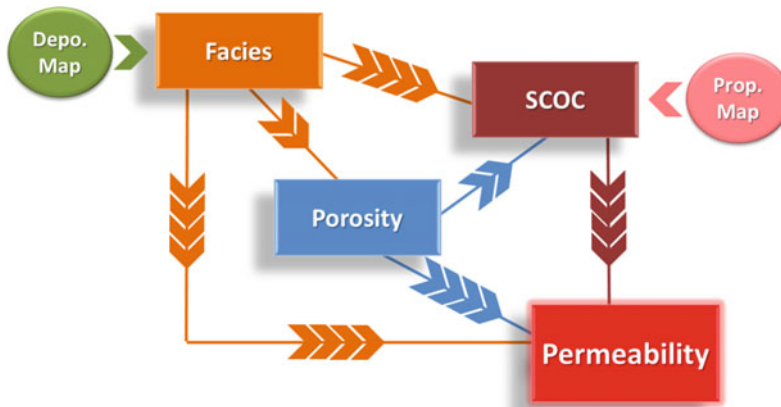 Depo.
Map
Facies
SCOC
Prop.
Map
Porosity
Permeability